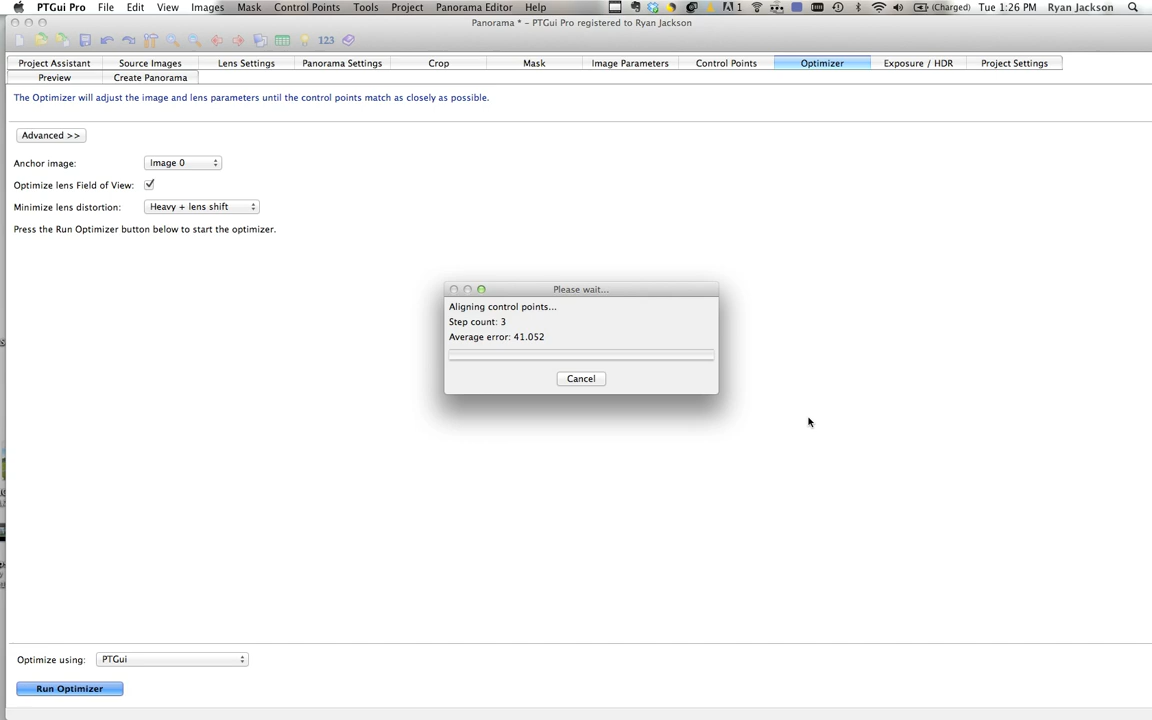 PTGui Pro File Edit View Images Mask Control Points Tools Project Panorama Editor Help 1 (Charged) Tue 1:26 PM Ryan Jackson
Panorama * – PTGui Pro registered to Ryan Jackson
123
Project Assistant Source Images Lens Settings Panorama Settings Crop Mask Image Parameters Control Points Optimizer Exposure / HDR Project Settings
Preview Create Panorama
The Optimizer will adjust the image and lens parameters until the control points match as closely as possible.
Advanced >>
Anchor image: Image 0
Optimize lens Field of View:
Minimize lens distortion: Heavy + lens shift
Press the Run Optimizer button below to start the optimizer.
Please wait...
Aligning control points...
Step count: 3
Average error: 41.052
Cancel
Optimize using: PTGui
Run Optimizer